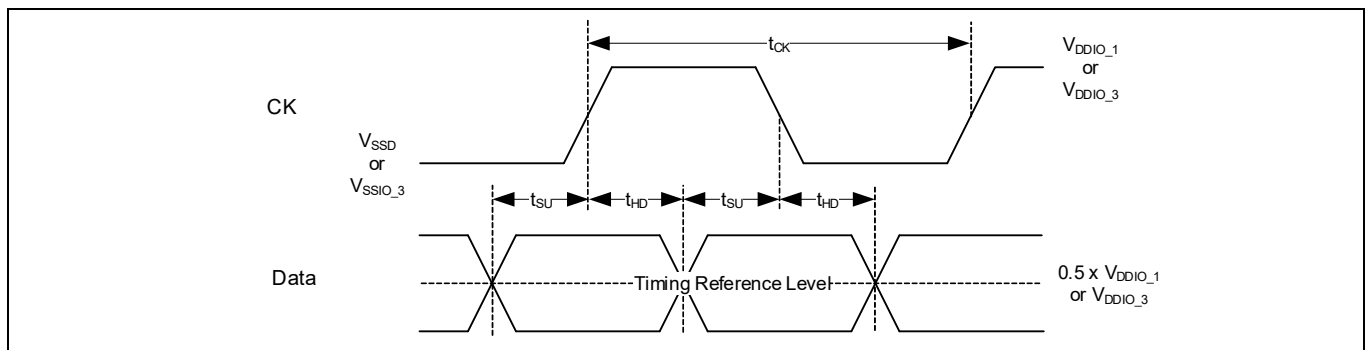 tCK
VDDIO_1
or
VDDIO_3
CK
VSSD
or
VSSIO_3
tSU tHD tSU tHD
Data
Timing Reference Level
0.5 x VDDIO_1
or VDDIO_3